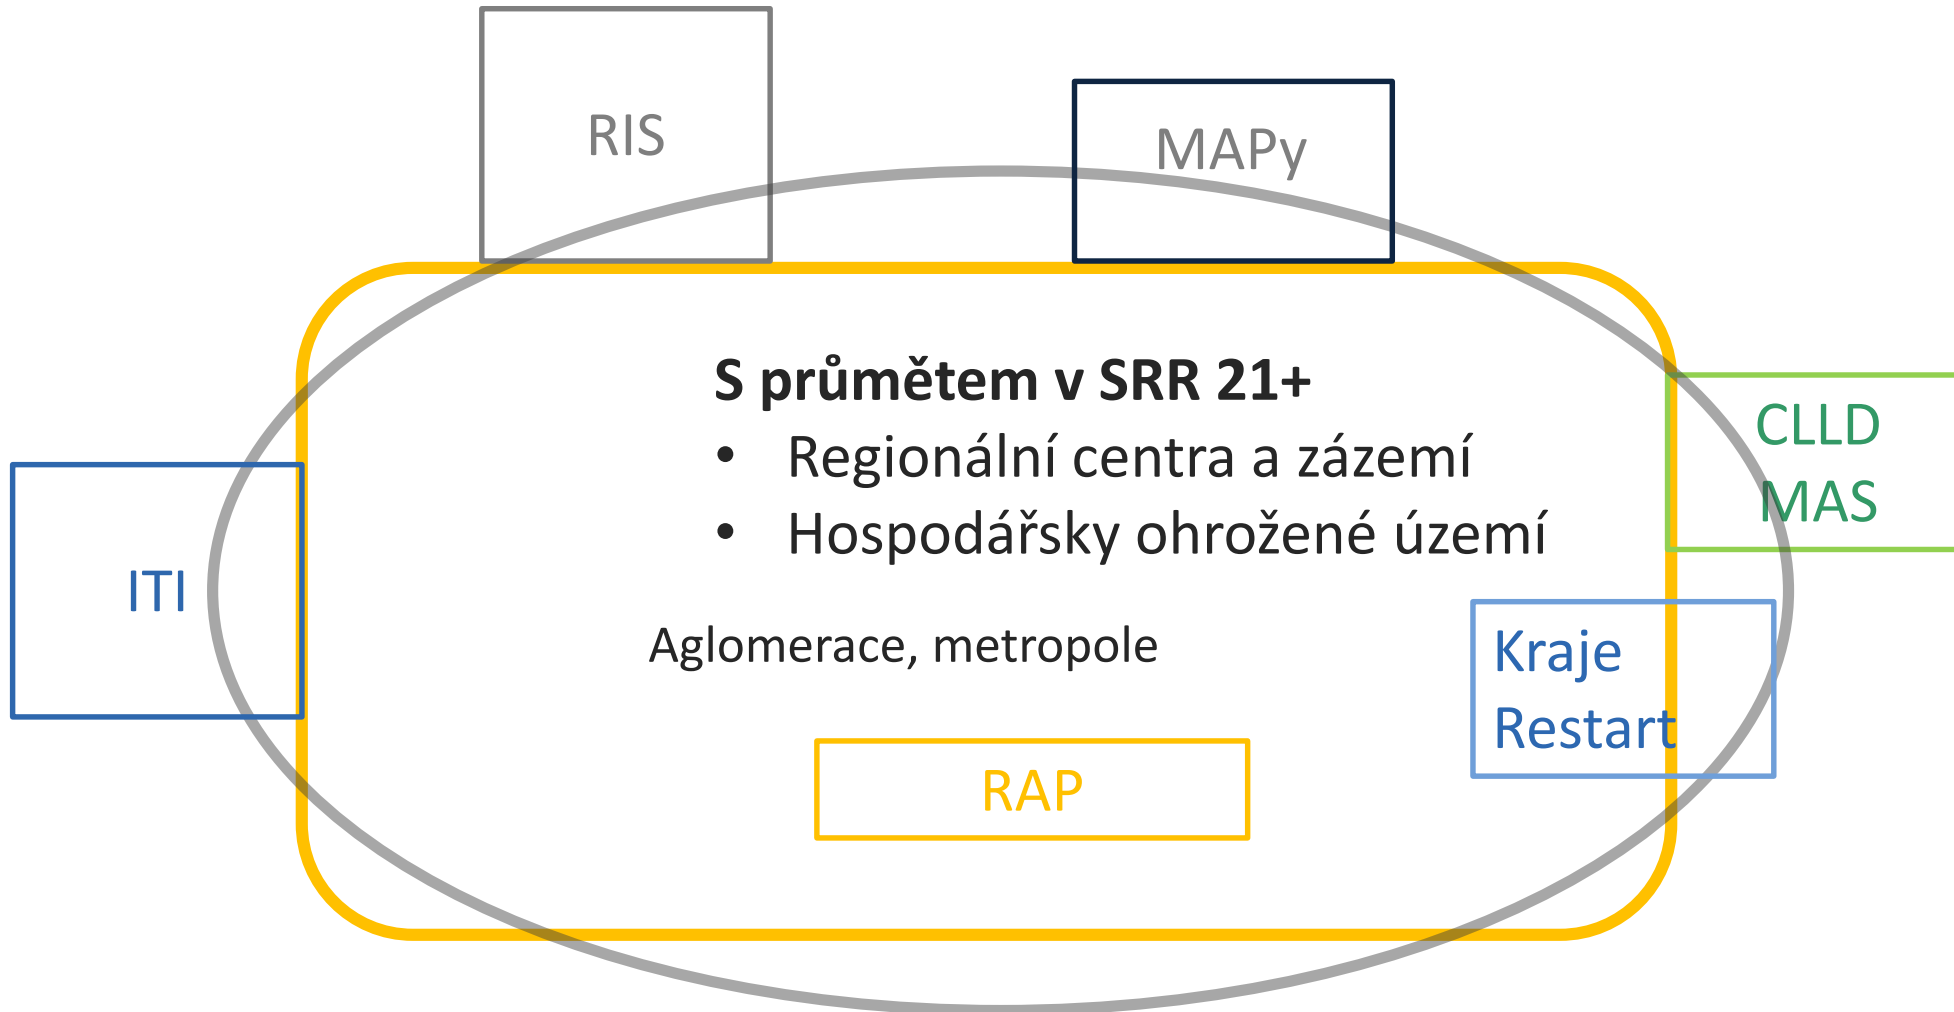 RIS
MAPy
S průmětem v SRR 21+
• Regionální centra a zázemí
• Hospodářsky ohrožené území
CLLD
MAS
ITI
Aglomerace, metropole
Kraje
Restart
RAP